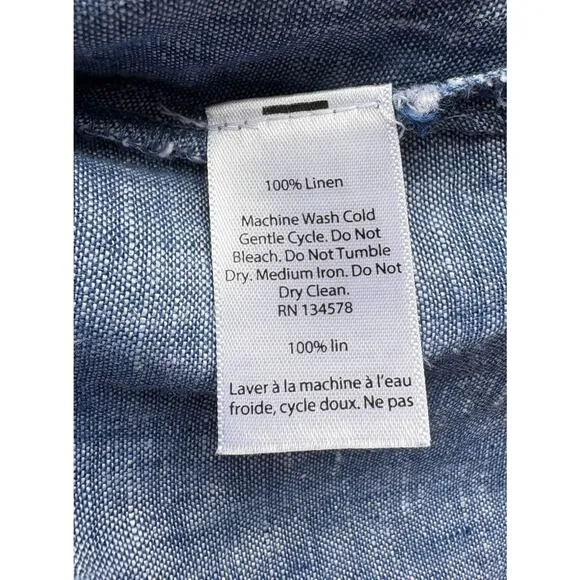 100% Linen
Machine Wash Cold
Gentle Cycle. Do Not
Bleach. Do Not Tumble
Dry. Medium Iron. Do Not
Dry Clean.
RN 134578
100% lin
Laver à la machine à l'eau
froide, cycle doux. Ne pas